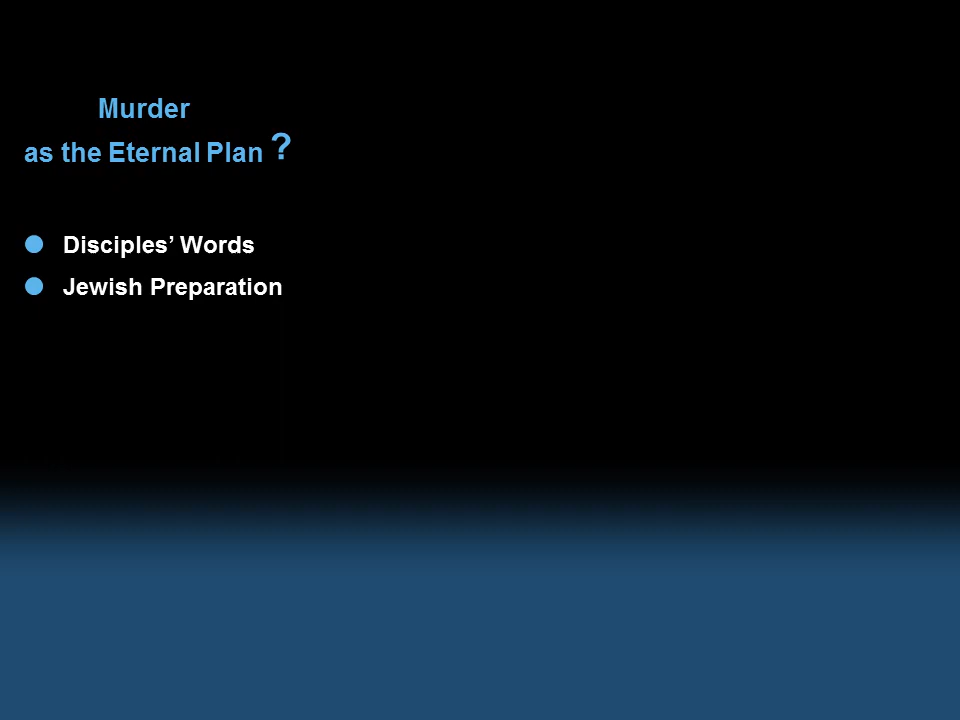 Murder
as the Eternal Plan ?
Disciples’ Words
Jewish Preparation